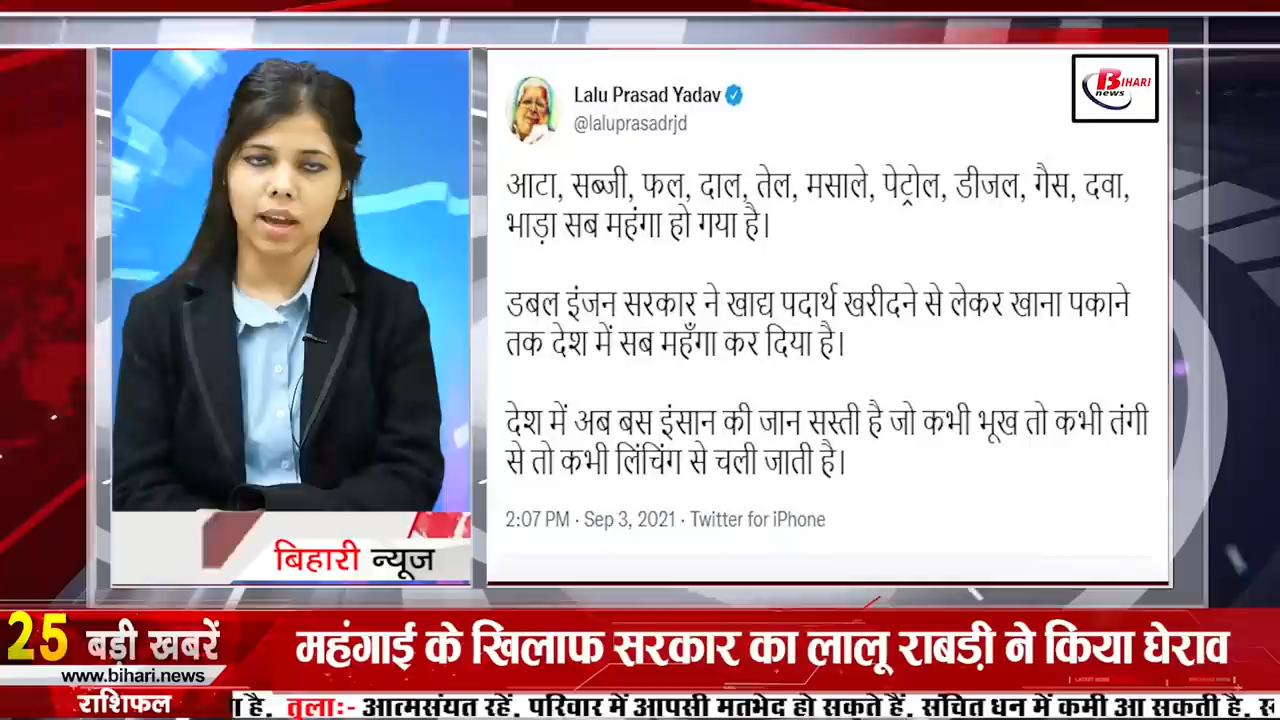 BIHARI
news
Lalu Prasad Yadav
@laluprasadrjd
आटा, सब्जी, फल, दाल, तेल, मसाले, पेट्रोल, डीजल, गैस, दवा,
भाड़ा सब महंगा हो गया है।
डबल इंजन सरकार ने खाद्य पदार्थ खरीदने से लेकर खाना पकाने
तक देश में सब महँगा कर दिया है।
देश में अब बस इंसान की जान सस्ती है जो कभी भूख तो कभी तंगी
से तो कभी लिंचिंग से चली जाती है।
2:07 PM · Sep 3, 2021 · Twitter for iPhone
बिहारी न्यूज
25 बड़ी खबरें
www.bihari.news
महंगाई के खिलाफ सरकार का लालू राबड़ी ने किया घेराव
राशिफल
है. तुला:- आत्मसंयत रहें. परिवार में आपसी मतभेद हो सकते हैं. संचित धन में कमी आ सकती है.